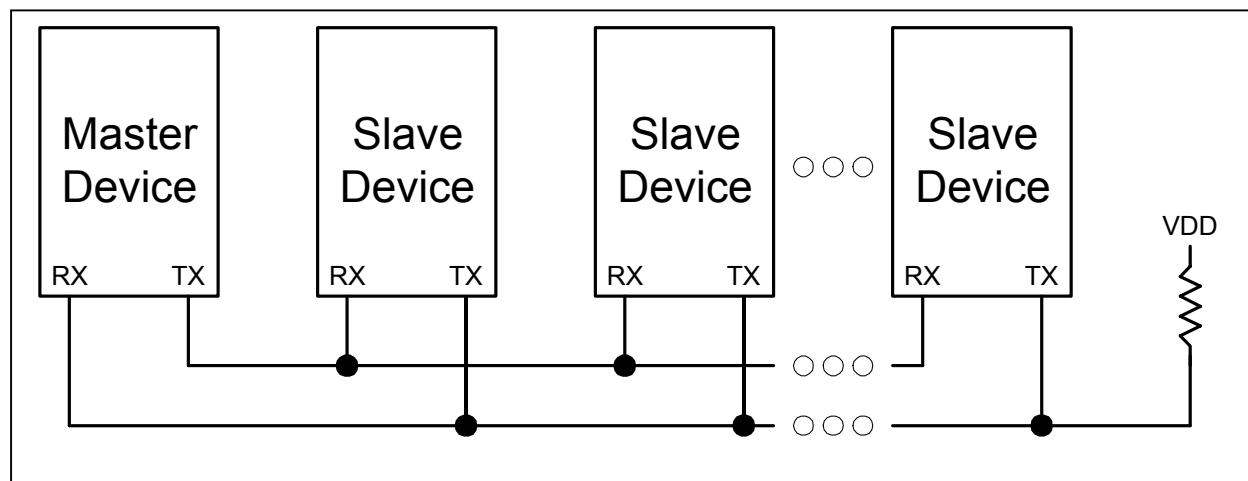 Master
Device
Slave
Device
Slave
Device
Slave
Device
VDD
RX TX
RX TX
RX TX
RX TX